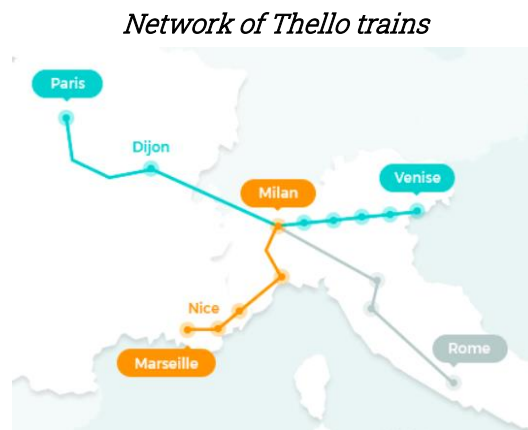 Network of Thello trains
Paris
Dijon
Milan
Venise
Nice
Marseille
Rome